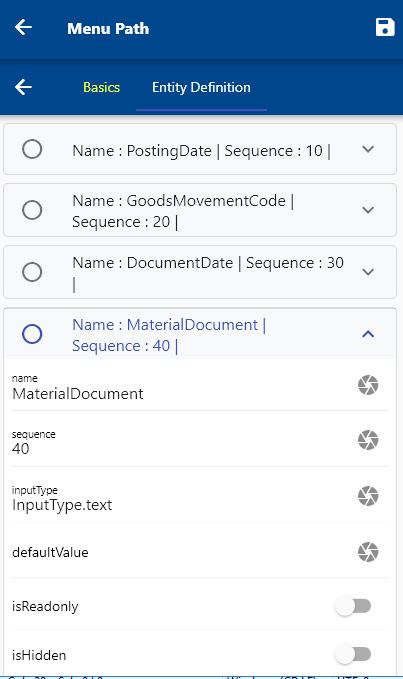 Menu Path
Basics Entity Definition
Name : PostingDate | Sequence : 10 |
Name : GoodsMovementCode |
Sequence : 20 |
Name : DocumentDate | Sequence : 30
|
Name : MaterialDocument |
Sequence : 40 |
name
MaterialDocument
sequence
40
inputType
InputType.text
defaultValue
isReadonly
isHidden